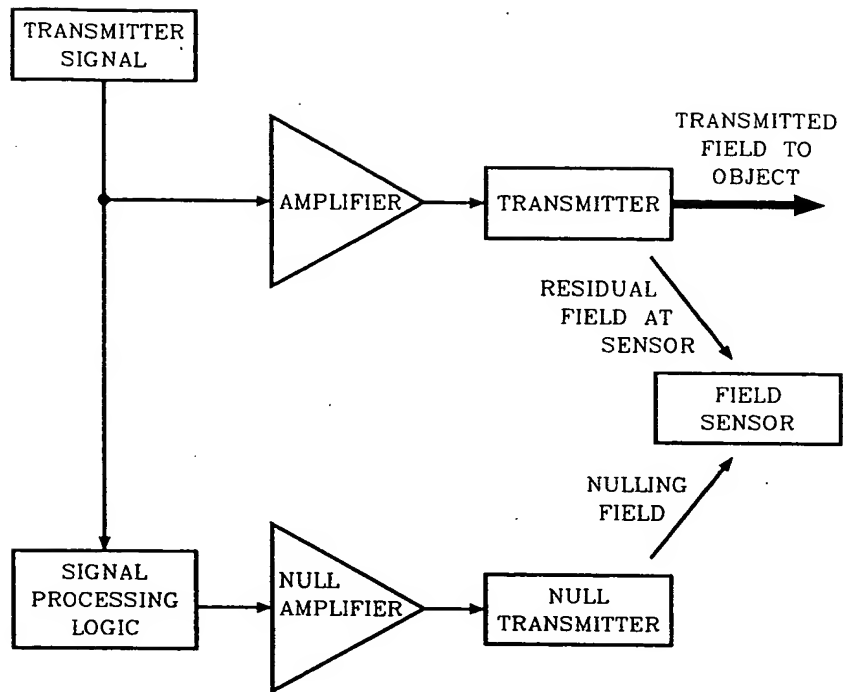 TRANSMITTER
SIGNAL
AMPLIFIER
TRANSMITTER
TRANSMITTED
FIELD TO
OBJECT
RESIDUAL
FIELD AT
SENSOR
FIELD
SENSOR
NULLING
FIELD
SIGNAL
PROCESSING
LOGIC
NULL
AMPLIFIER
NULL
TRANSMITTER